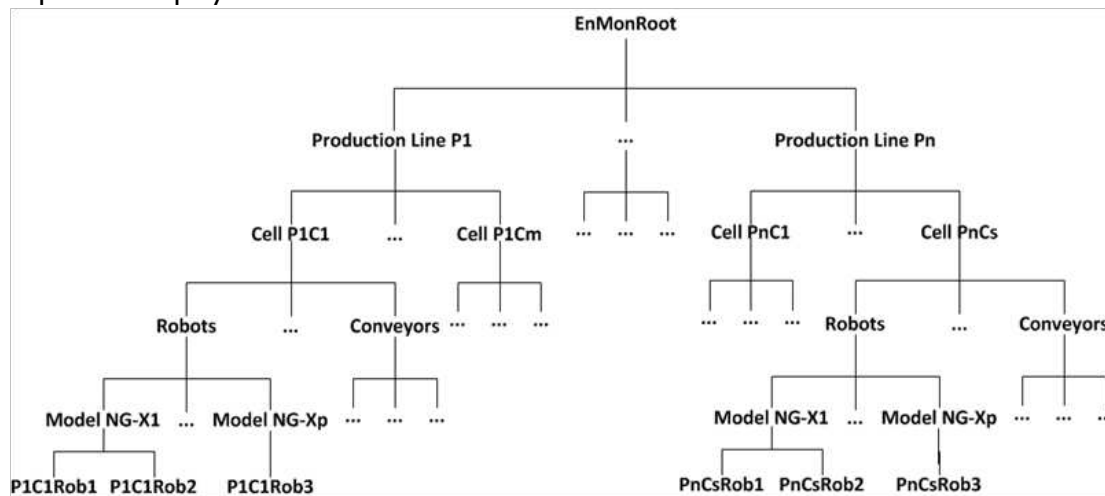 EnMonRoot
Production Line P1 ... Production Line Pn
Cell P1C1 ... Cell P1Cm ... ... ... Cell PnC1 ... Cell PnCs
Robots ... Conveyors ... ... ... ... ... ... Robots ... Conveyors
Model NG-X1 ... Model NG-Xp ... ... ... Model NG-X1 ... Model NG-Xp ... ... ...
P1C1Rob1 P1C1Rob2 P1C1Rob3 PnCsRob1 PnCsRob2 PnCsRob3